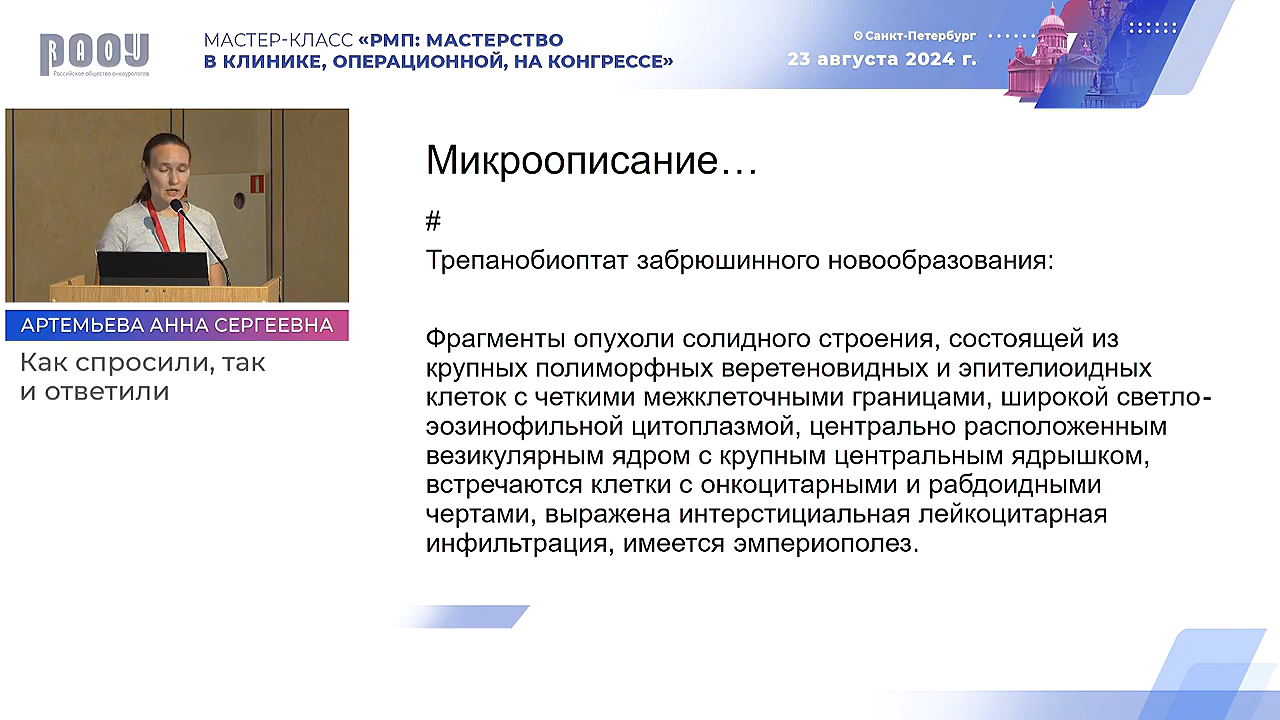 RAOU
Российское общество онкоурологов
МАСТЕР-КЛАСС «РМП: МАСТЕРСТВО
В КЛИНИКЕ, ОПЕРАЦИОННОЙ, НА КОНГРЕССЕ»
Санкт-Петербург
23 августа 2024 г.
АРТЕМЬЕВА АННА СЕРГЕЕВНА
Как спросили, так
и ответили
Микроописание…
#
Трепанобиоптат забрюшинного новообразования:
Фрагменты опухоли солидного строения, состоящей из
крупных полиморфных веретеновидных и эпителиоидных
клеток с четкими межклеточными границами, широкой светло-
эозинофильной цитоплазмой, центрально расположенным
везикулярным ядром с крупным центральным ядрышком,
встречаются клетки с онкоцитарными и рабдоидными
чертами, выражена интерстициальная лейкоцитарная
инфильтрация, имеется эмпериополез.